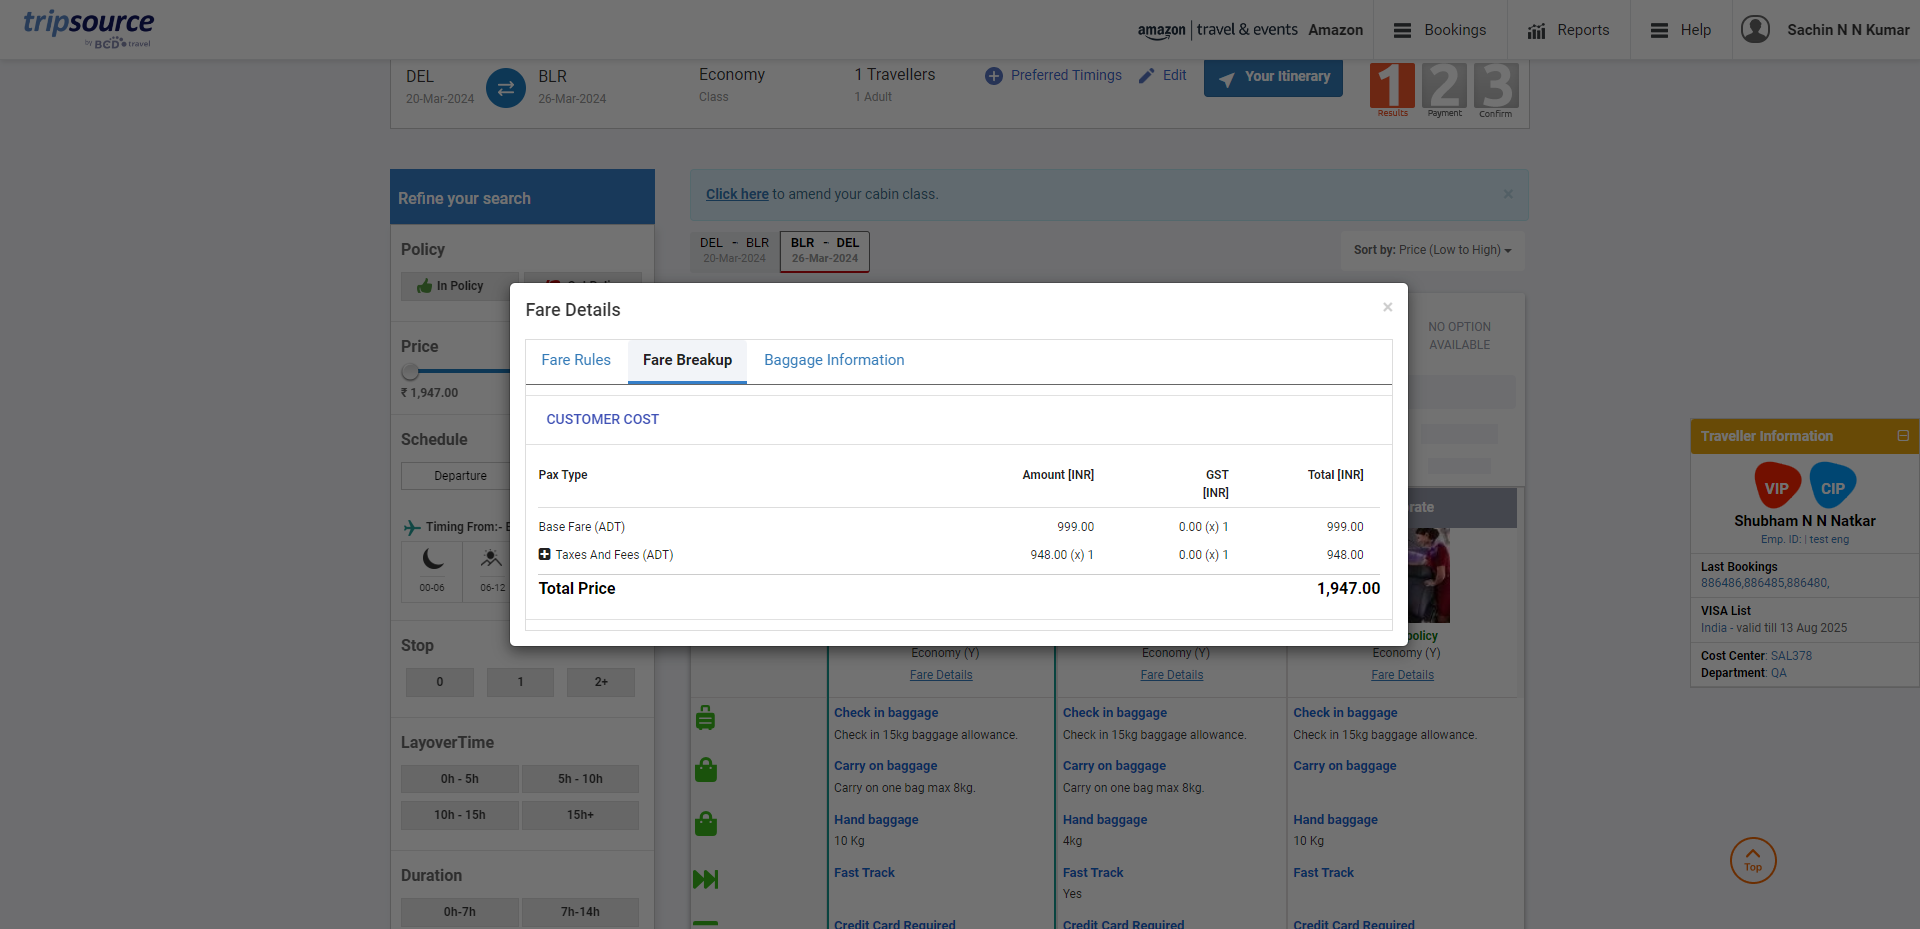 tripsource
by BCD travel
amazon | travel & events Amazon
Bookings
Reports
Help
Sachin N N Kumar
DEL
20-Mar-2024
BLR
26-Mar-2024
Economy
Class
1 Travellers
1 Adult
Preferred Timings
Edit
Your Itinerary
1 Results
2 Payment
3 Confirm
Refine your search
Click here to amend your cabin class.
×
DEL - BLR
20-Mar-2024
BLR - DEL
26-Mar-2024
Sort by: Price (Low to High)
Policy
In Policy
Price
₹ 1,947.00
Schedule
Departure
Timing From:-
00-06
06-12
Stop
0
1
2+
LayoverTime
0h - 5h
5h - 10h
10h - 15h
15h+
Duration
0h-7h
7h-14h
Fare Details
×
Fare Rules
Fare Breakup
Baggage Information
CUSTOMER COST
Pax Type
Amount [INR]
GST
[INR]
Total [INR]
Base Fare (ADT)
999.00
0.00 (x) 1
999.00
Taxes And Fees (ADT)
948.00 (x) 1
0.00 (x) 1
948.00
Total Price
1,947.00
NO OPTION
AVAILABLE
rate
policy
Economy (Y)
Economy (Y)
Economy (Y)
Fare Details
Fare Details
Fare Details
Check in baggage
Check in baggage
Check in baggage
Check in 15kg baggage allowance.
Check in 15kg baggage allowance.
Check in 15kg baggage allowance.
Carry on baggage
Carry on baggage
Carry on baggage
Carry on one bag max 8kg.
Carry on one bag max 8kg.
Hand baggage
Hand baggage
Hand baggage
10 Kg
4kg
10 Kg
Fast Track
Fast Track
Fast Track
Yes
Credit Card Required
Credit Card Required
Credit Card Required
Traveller Information
VIP
CIP
Shubham N N Natkar
Emp. ID: | test eng
Last Bookings
886486,886485,886480,
VISA List
India - valid till 13 Aug 2025
Cost Center: SAL378
Department: QA
Top